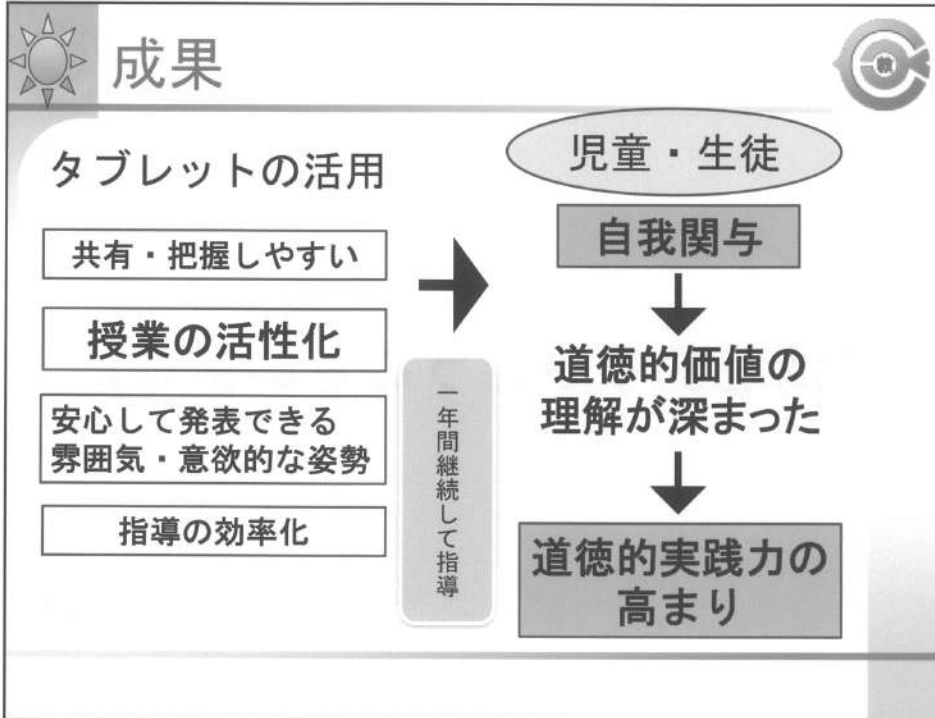 成果
タブレットの活用
共有・把握しやすい
授業の活性化
安心して発表できる
雰囲気・意欲的な姿勢
指導の効率化
一年間継続して指導
児童・生徒
自我関与
道徳的価値の
理解が深まった
道徳的実践力の
高まり